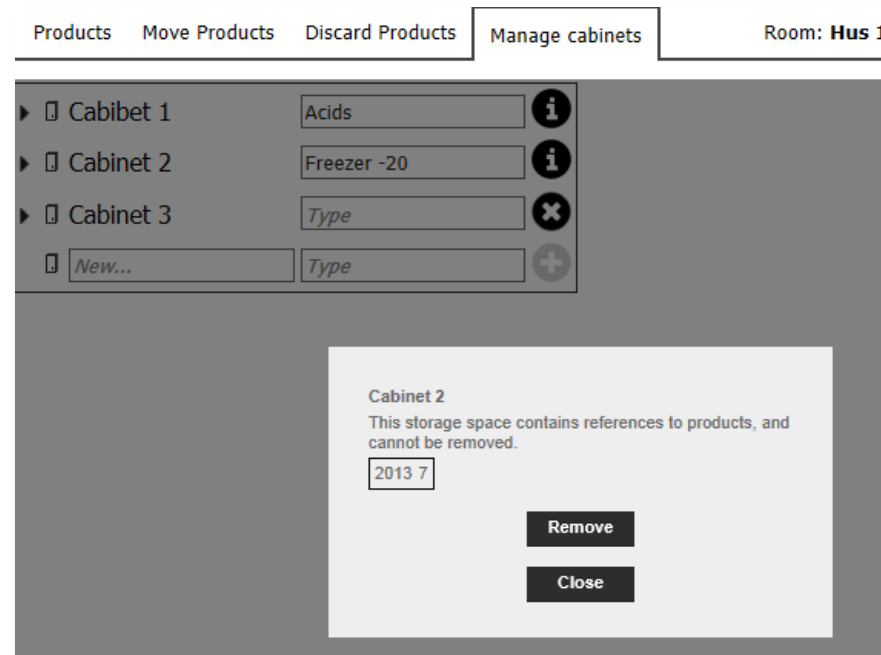 Products Move Products Discard Products Manage cabinets Room: Hus 1
Cabibet 1 Acids
Cabinet 2 Freezer -20
Cabinet 3 Type
New... Type
Cabinet 2
This storage space contains references to products, and
cannot be removed.
2013 7
Remove
Close